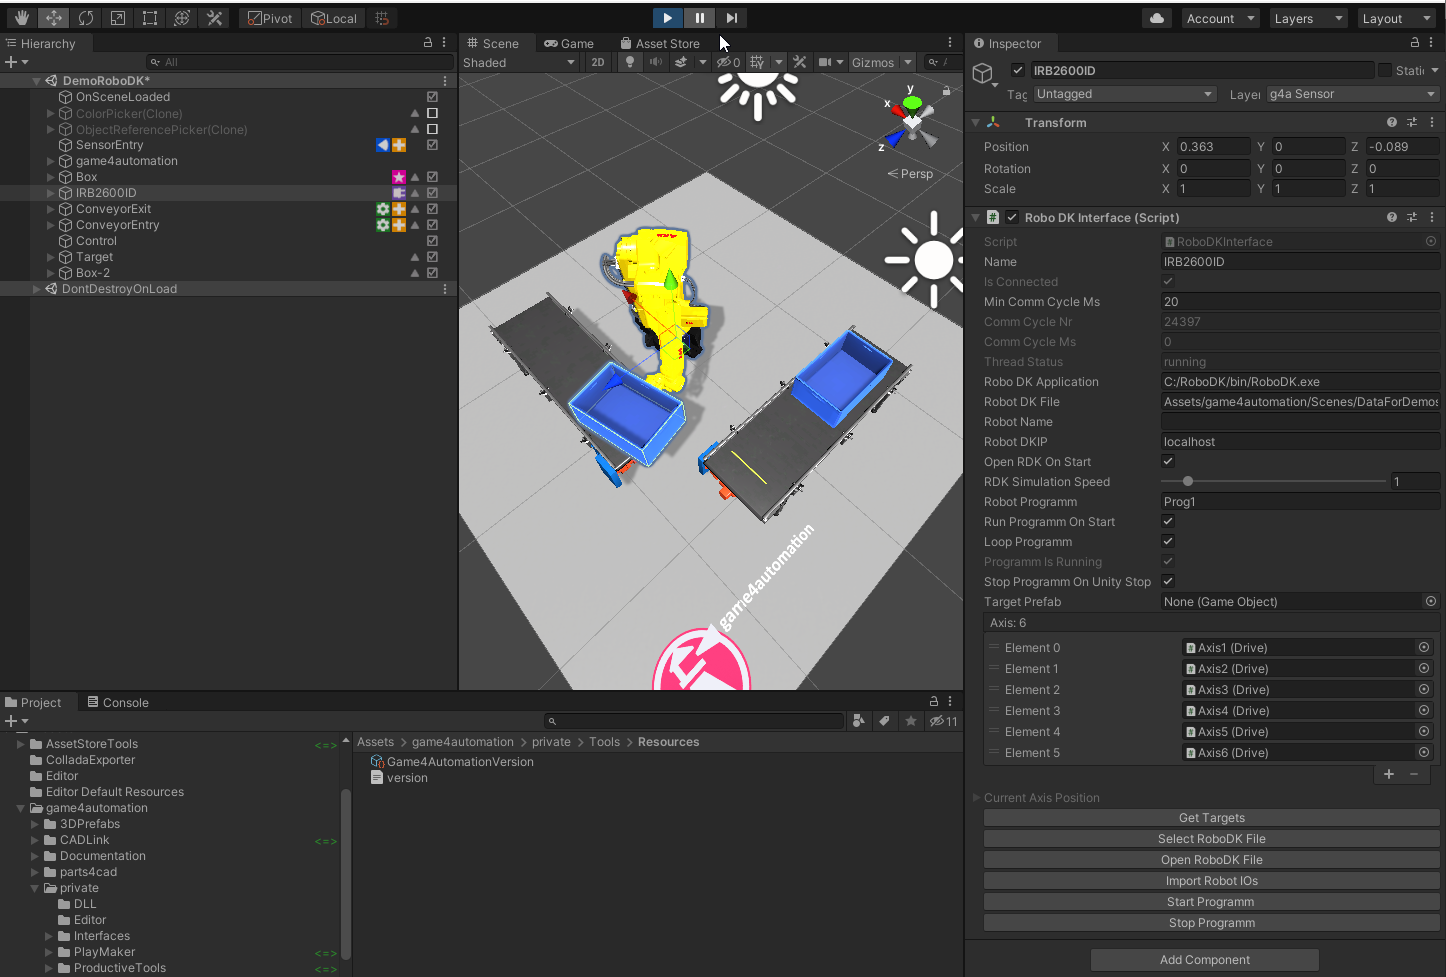 Pivot Local Account Layers Layout
Hierarchy
All
DemoRoboDK*
OnSceneLoaded
ColorPicker(Clone)
ObjectReferencePicker(Clone)
SensorEntry
game4automation
Box
IRB2600ID
ConveyorExit
ConveyorEntry
Control
Target
Box-2
DontDestroyOnLoad
Scene Game Asset Store
Shaded 2D 0 Gizmos
y
x
z
Persp
game4automation
Inspector
IRB2600ID Stati
Tag Untagged Layer g4a Sensor
Transform
Position X 0.363 Y 0 Z -0.089
Rotation X 0 Y 0 Z 0
Scale X 1 Y 1 Z 1
# Robo DK Interface (Script)
Script RoboDKInterface
Name IRB2600ID
Is Connected
Min Comm Cycle Ms 20
Comm Cycle Nr 24397
Comm Cycle Ms 0
Thread Status running
Robo DK Application C:/RoboDK/bin/RoboDK.exe
Robot DK File Assets/game4automation/Scenes/DataForDemos
Robot Name
Robot DKIP localhost
Open RDK On Start
RDK Simulation Speed 1
Robot Programm Prog1
Run Programm On Start
Loop Programm
Programm Is Running
Stop Programm On Unity Stop
Target Prefab None (Game Object)
Axis: 6
Element 0 Axis1 (Drive)
Element 1 Axis2 (Drive)
Element 2 Axis3 (Drive)
Element 3 Axis4 (Drive)
Element 4 Axis5 (Drive)
Element 5 Axis6 (Drive)
+ −
Current Axis Position
Get Targets
Select RoboDK File
Open RoboDK File
Import Robot IOs
Start Programm
Stop Programm
Add Component
Project Console
11
AssetStoreTools <=>
ColladaExporter
Editor
Editor Default Resources
game4automation
3DPrefabs
CADLink <=>
Documentation
parts4cad
private
DLL
Editor
Interfaces
PlayMaker <=>
ProductiveTools <=>
Assets > game4automation > private > Tools > Resources
Game4AutomationVersion
version